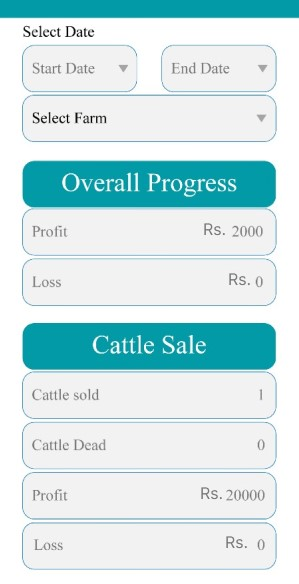 Select Date
Start Date End Date
Select Farm
Overall Progress
Profit Rs. 2000
Loss Rs. 0
Cattle Sale
Cattle sold 1
Cattle Dead 0
Profit Rs. 20000
Loss Rs. 0